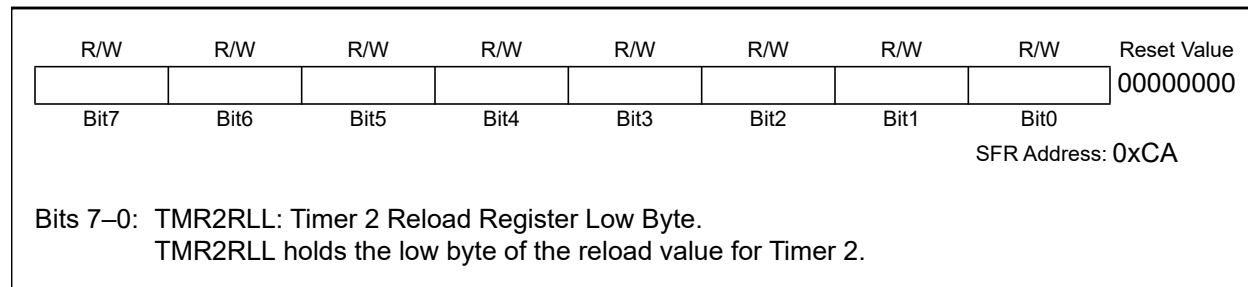 R/W R/W R/W R/W R/W R/W R/W R/W Reset Value
00000000
Bit7 Bit6 Bit5 Bit4 Bit3 Bit2 Bit1 Bit0
SFR Address: 0xCA
Bits 7–0: TMR2RLL: Timer 2 Reload Register Low Byte.
TMR2RLL holds the low byte of the reload value for Timer 2.